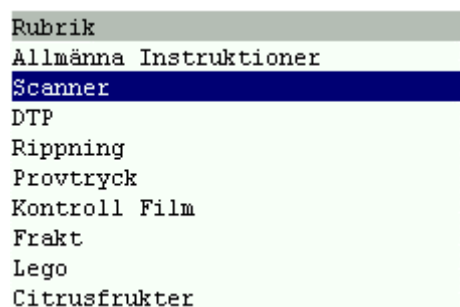 Rubrik
Allmänna Instruktioner
Scanner
DTP
Rippning
Provtryck
Kontroll Film
Frakt
Lego
Citrusfrukter